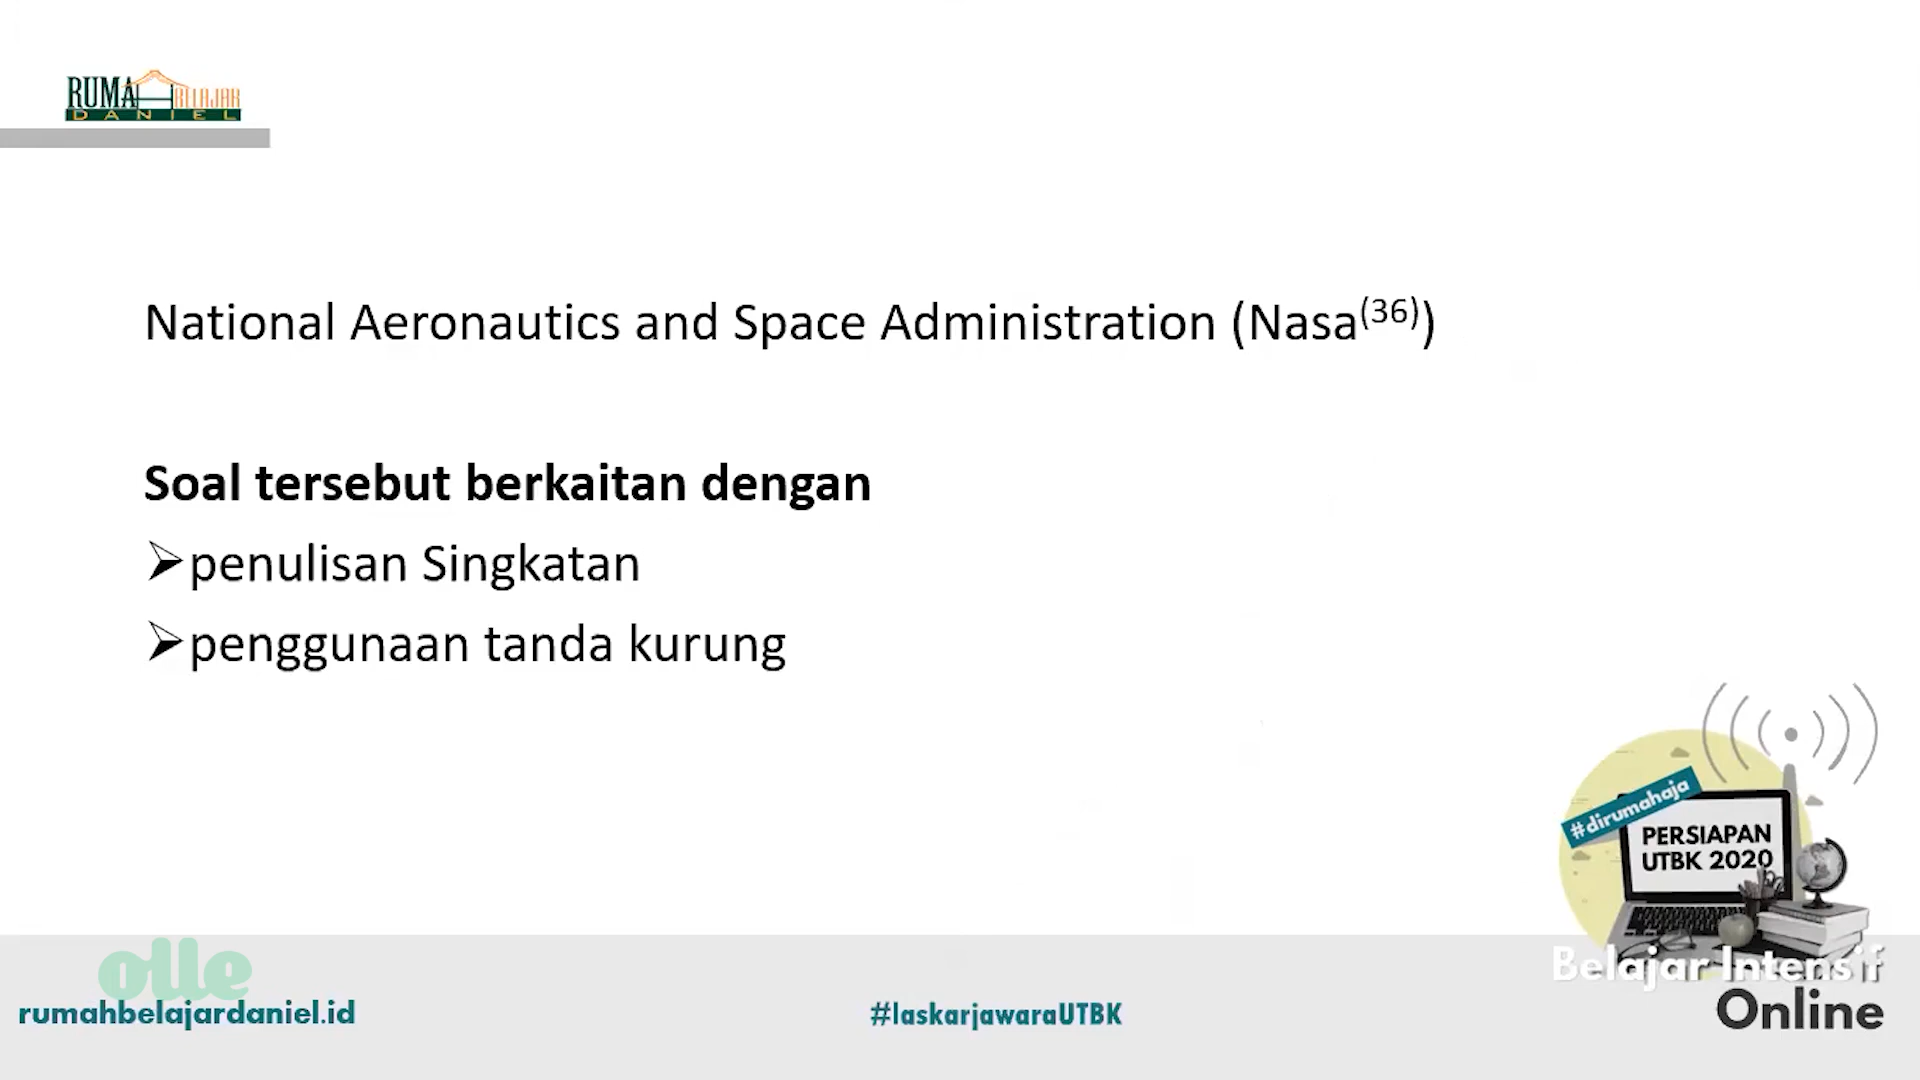 RUMA BELAJAR
DANIEL
National Aeronautics and Space Administration (Nasa(36))
Soal tersebut berkaitan dengan
➢penulisan Singkatan
➢penggunaan tanda kurung
#dirumahaja
PERSIAPAN
UTBK 2020
olle
rumahbelajardaniel.id
#laskarjawaraUTBK
Belajar Intensif
Online